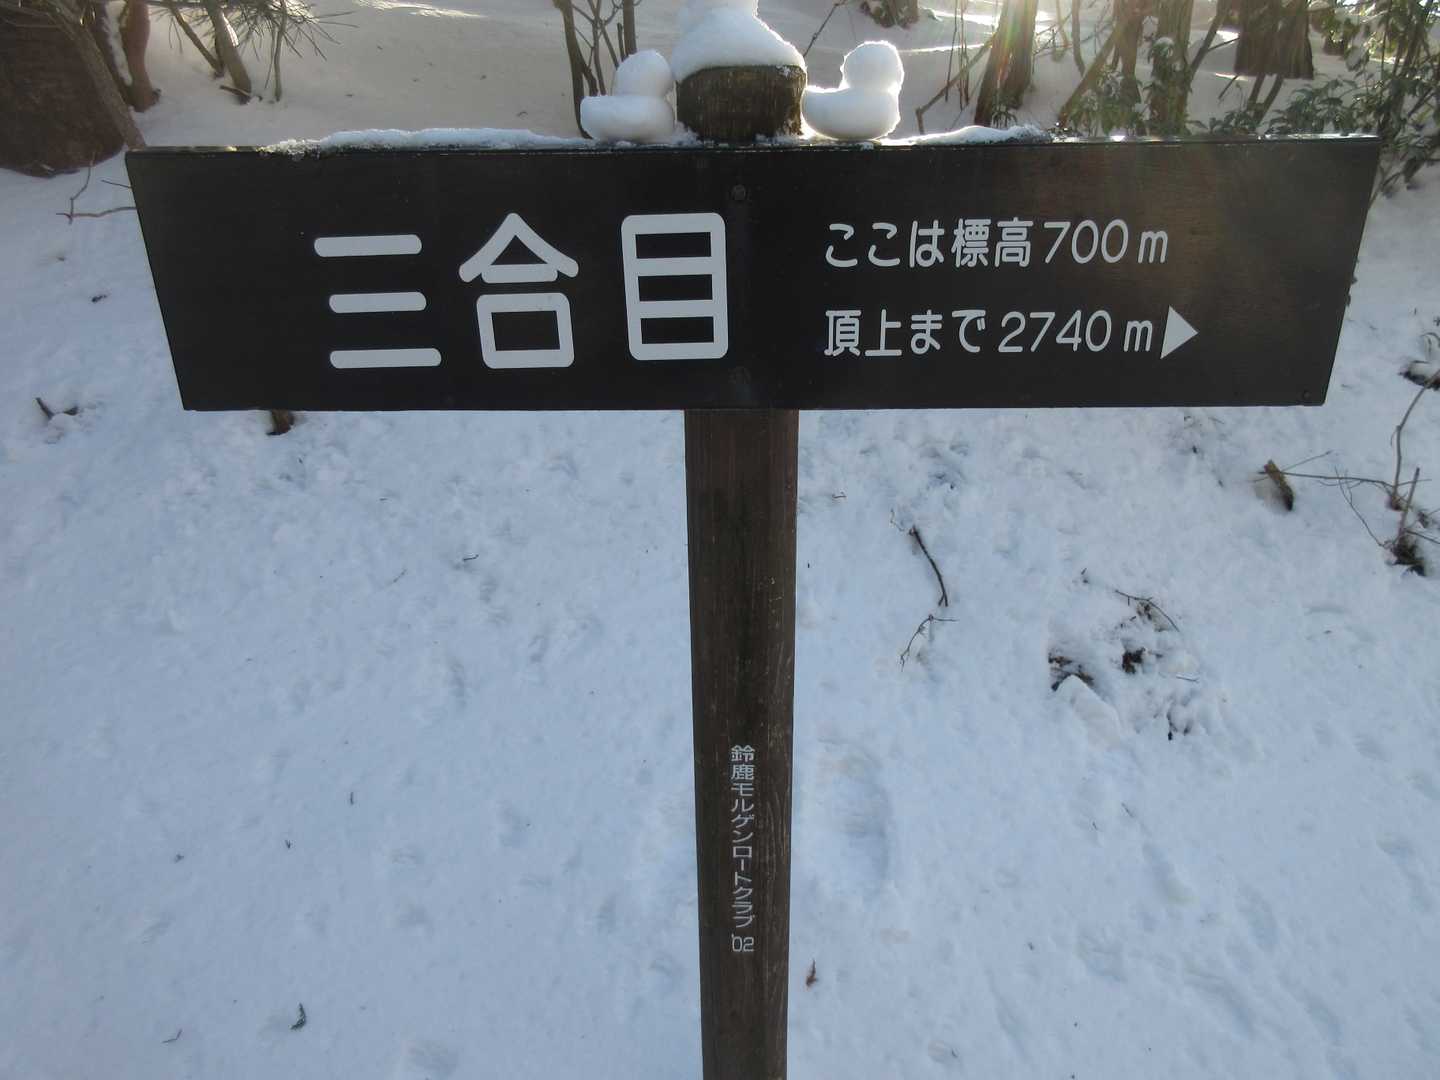 三合目
ここは標高700m
頂上まで2740m▶
鈴鹿モルゲンロートクラブ '02